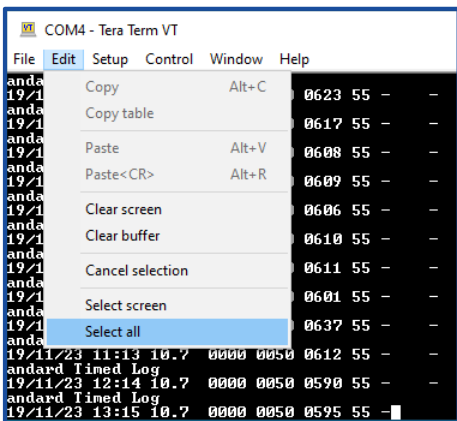 COM4 - Tera Term VT
File Edit Setup Control Window Help
anda
19/1 0623 55 - -
anda
19/1 0617 55 - -
anda
19/1 0608 55 - -
anda
19/1 0609 55 - -
anda
19/1 0606 55 - -
anda
19/1 0610 55 - -
anda
19/1 0611 55 - -
anda
19/1 0601 55 - -
anda
19/1 0637 55 - -
anda
19/11/23 11:13 10.7 0000 0050 0612 55 - -
andard Timed Log
19/11/23 12:14 10.7 0000 0050 0590 55 - -
andard Timed Log
19/11/23 13:15 10.7 0000 0050 0595 55 -
Copy Alt+C
Copy table
Paste Alt+V
Paste<CR> Alt+R
Clear screen
Clear buffer
Cancel selection
Select screen
Select all